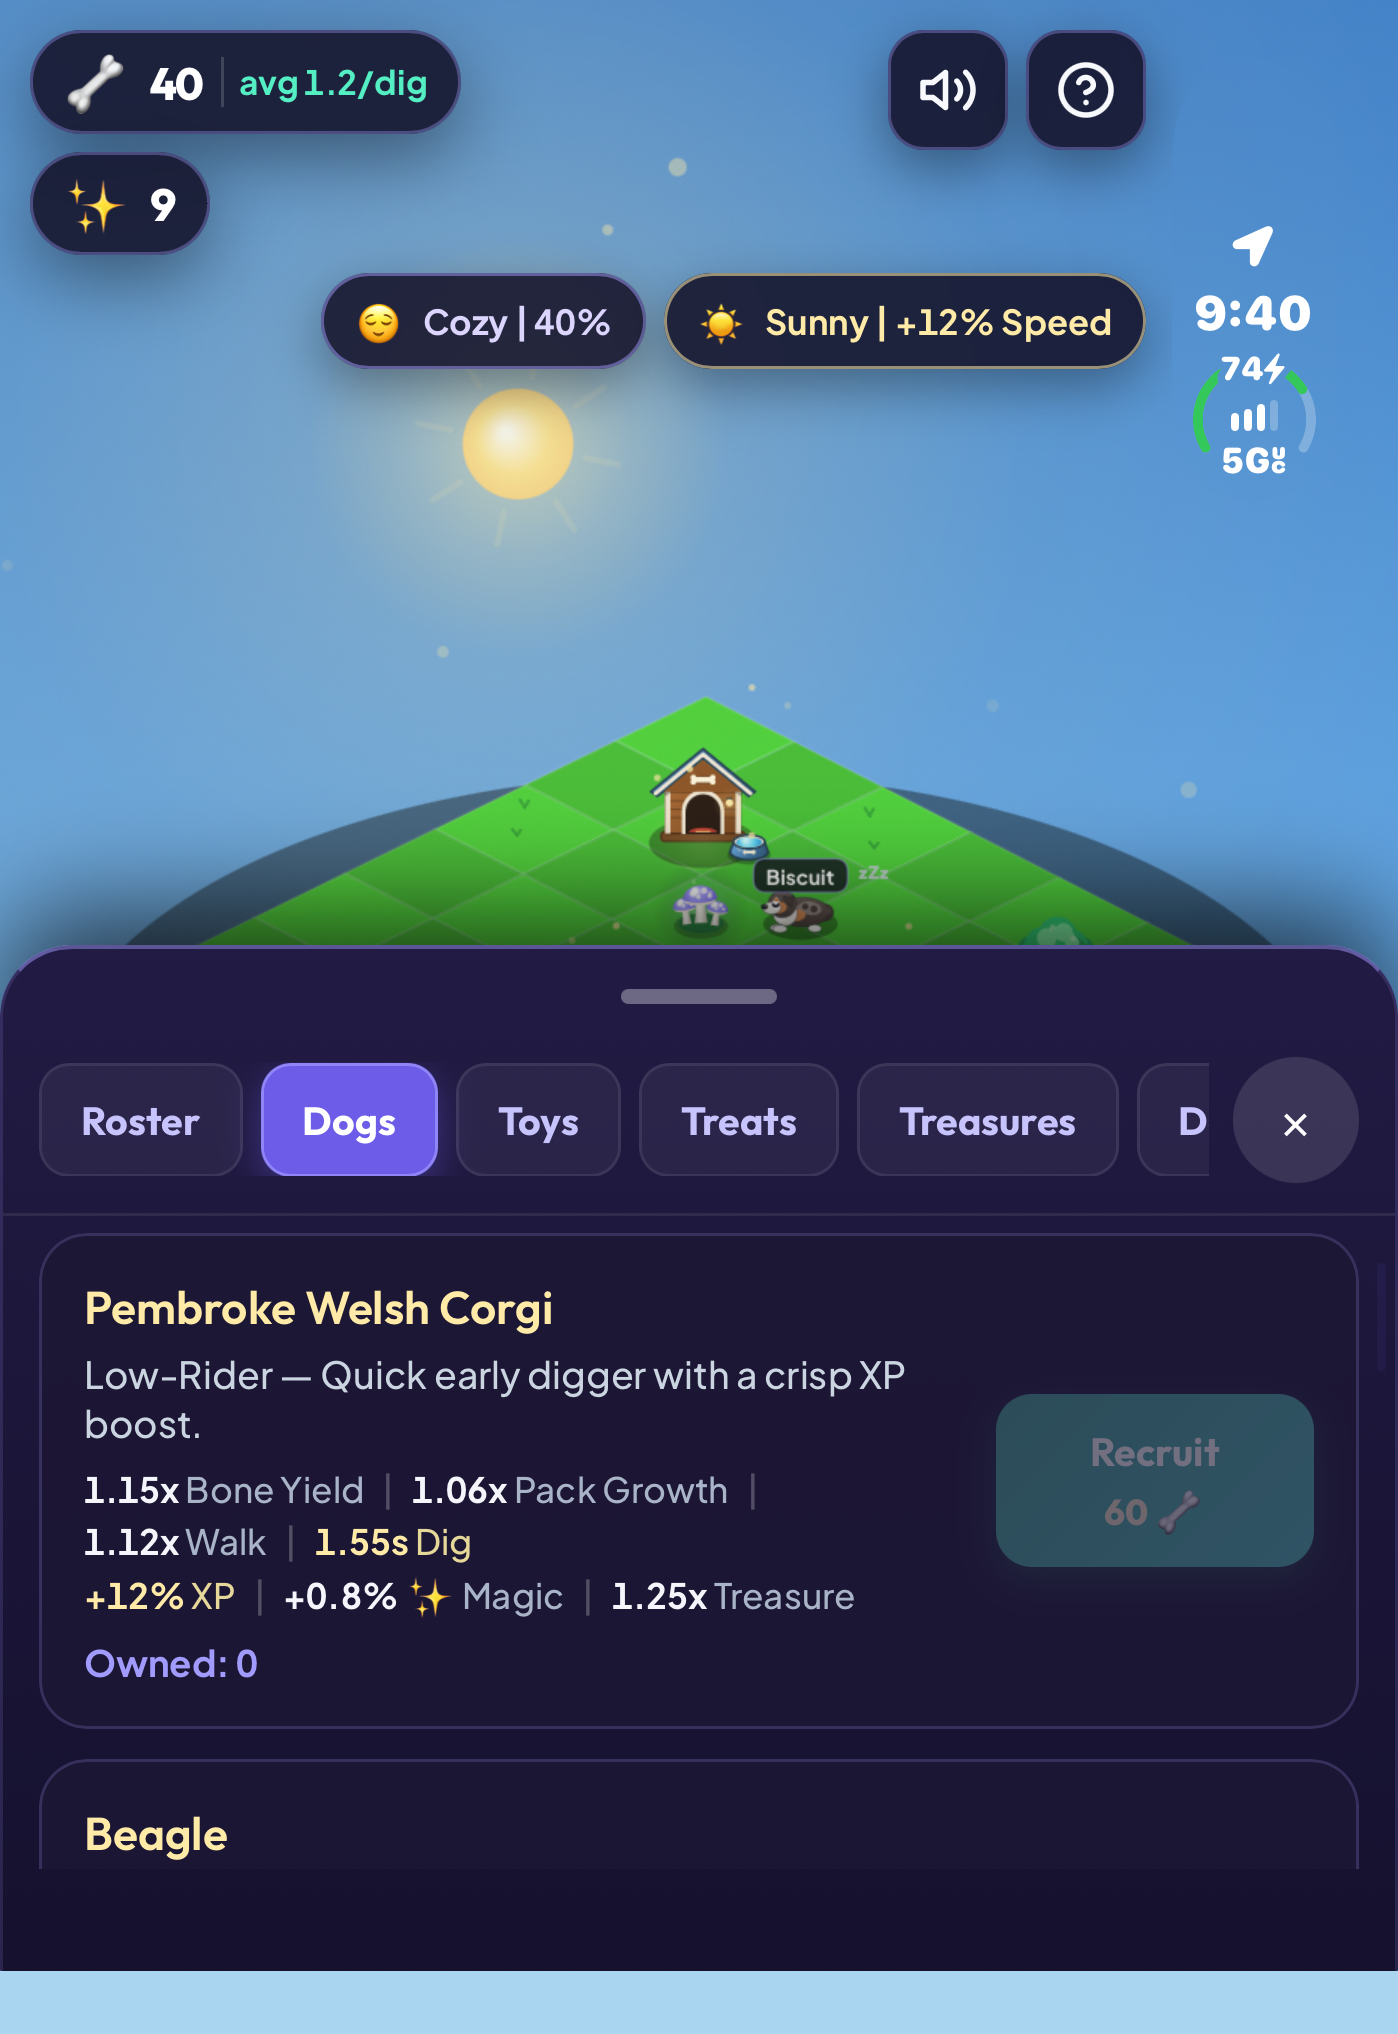 40 | avg 1.2/dig
9
Cozy | 40%
Sunny | +12% Speed
9:40
74
5G UC
Biscuit
zZz
Roster
Dogs
Toys
Treats
Treasures
D
×
Pembroke Welsh Corgi
Low-Rider — Quick early digger with a crisp XP
boost.
1.15x Bone Yield | 1.06x Pack Growth |
1.12x Walk | 1.55s Dig
+12% XP | +0.8% ✨ Magic | 1.25x Treasure
Owned: 0
Recruit
60
Beagle